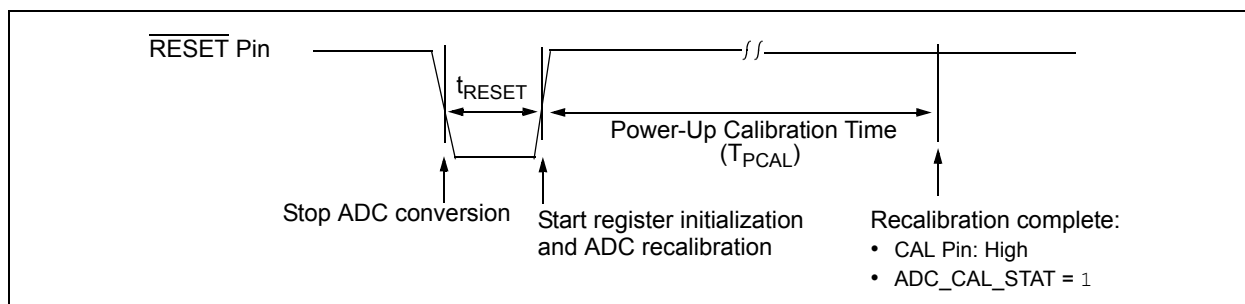 RESET Pin
tRESET
Power-Up Calibration Time
(TPCAL)
Stop ADC conversion
Start register initialization
and ADC recalibration
Recalibration complete:
• CAL Pin: High
• ADC_CAL_STAT = 1